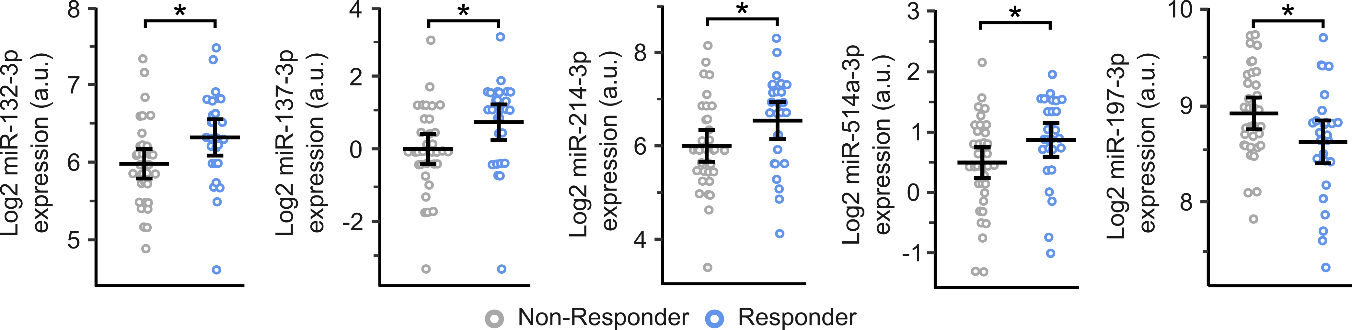 Log2 miR-132-3p
expression (a.u.)
8
7
6
5
*
Log2 miR-137-3p
expression (a.u.)
4
2
0
-2
*
Log2 miR-214-3p
expression (a.u.)
8
6
4
*
Log2 miR-514a-3p
expression (a.u.)
3
2
1
0
-1
*
Log2 miR-197-3p
expression (a.u.)
10
9
8
*
Non-Responder Responder